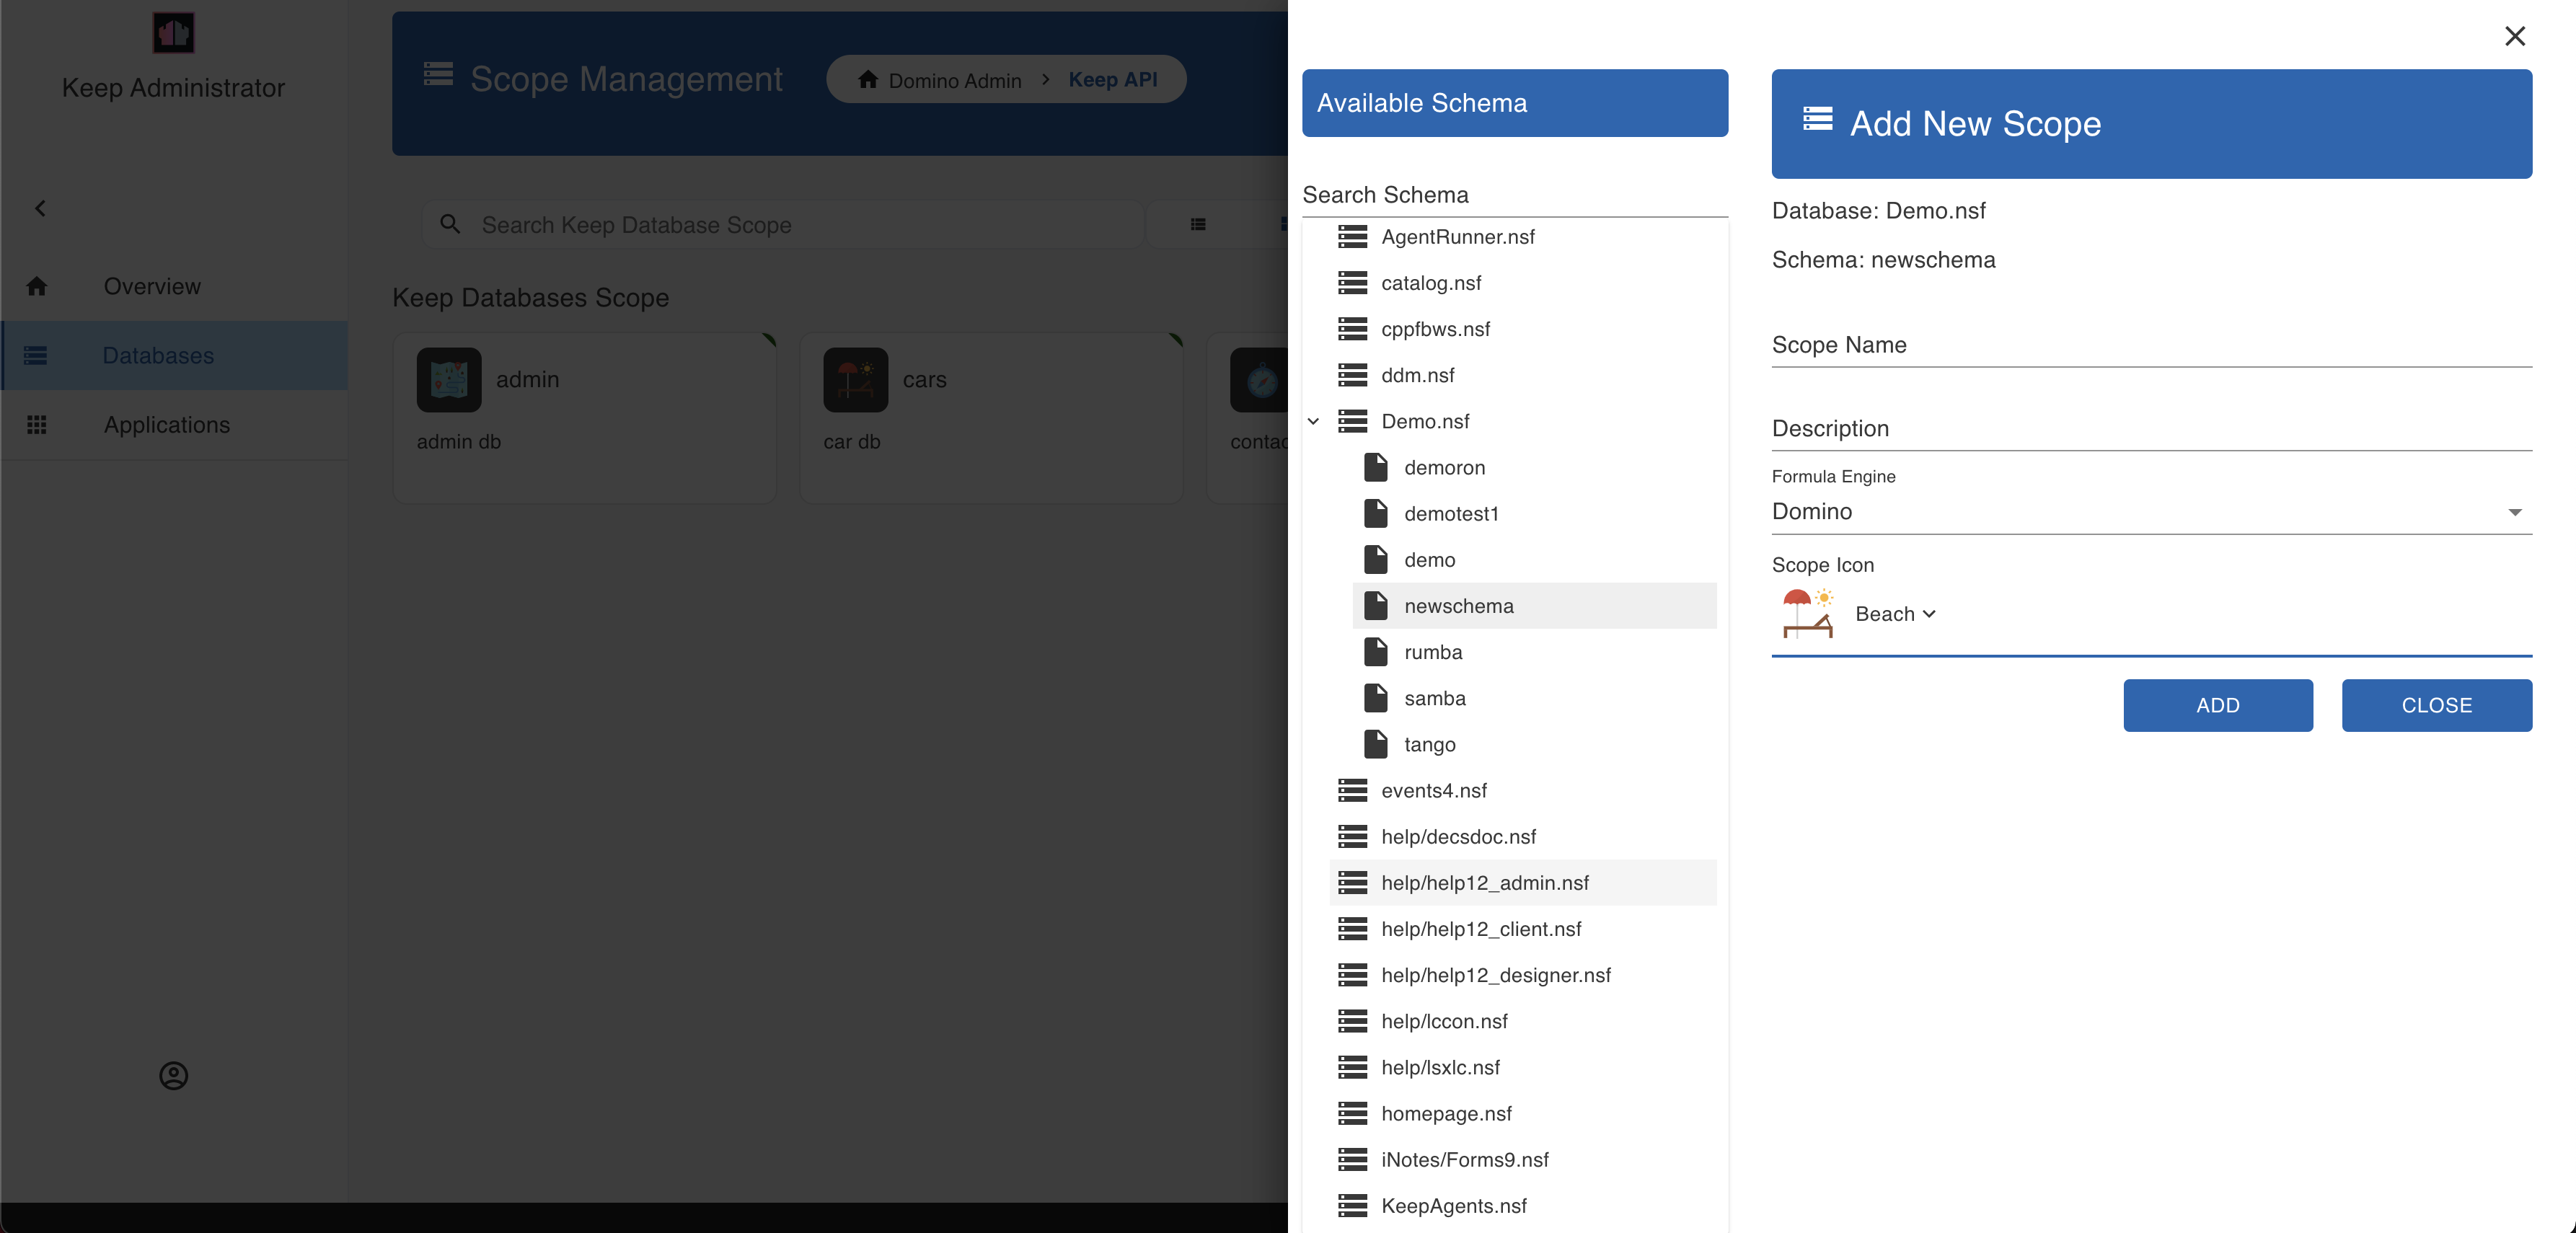 Keep Administrator
Overview
Databases
Applications
Scope Management
Domino Admin > Keep API
Search Keep Database Scope
Keep Databases Scope
admin
admin db
cars
car db
contac
Available Schema
Search Schema
AgentRunner.nsf
catalog.nsf
cppfbws.nsf
ddm.nsf
Demo.nsf
demoron
demotest1
demo
newschema
rumba
samba
tango
events4.nsf
help/decsdoc.nsf
help/help12_admin.nsf
help/help12_client.nsf
help/help12_designer.nsf
help/lccon.nsf
help/lsxlc.nsf
homepage.nsf
iNotes/Forms9.nsf
KeepAgents.nsf
Add New Scope
Database: Demo.nsf
Schema: newschema
Scope Name
Description
Formula Engine
Domino
Scope Icon
Beach
ADD
CLOSE